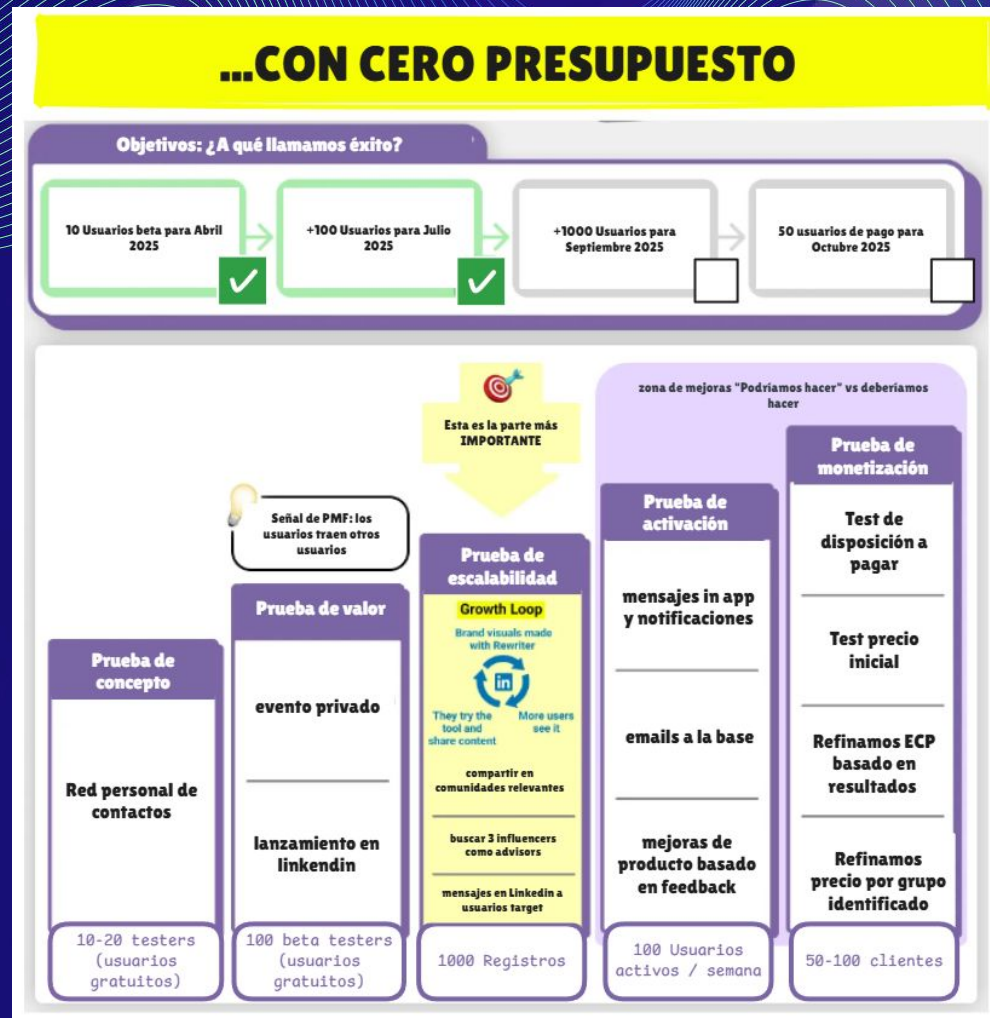 ...CON CERO PRESUPUESTO
Objetivos: ¿A qué llamamos éxito?
10 Usuarios beta para Abril
2025
+100 Usuarios para Julio
2025
+1000 Usuarios para
Septiembre 2025
50 usuarios de pago para
Octubre 2025
Esta es la parte más
IMPORTANTE
zona de mejoras "Podríamos hacer" vs deberíamos
hacer
Señal de PMF: los
usuarios traen otros
usuarios
Prueba de
concepto
Red personal de
contactos
10-20 testers
(usuarios
gratuitos)
Prueba de valor
evento privado
lanzamiento en
linkendin
100 beta testers
(usuarios
gratuitos)
Prueba de
escalabilidad
Growth Loop
Brand visuals made
with Rewriter
in
They try the
tool and
share content
More users
see it
compartir en
comunidades relevantes
buscar 3 influencers
como advisors
mensajes en Linkedin a
usuarios target
1000 Registros
Prueba de
activación
mensajes in app
y notificaciones
emails a la base
mejoras de
producto basado
en feedback
100 Usuarios
activos / semana
Prueba de
monetización
Test de
disposición a
pagar
Test precio
inicial
Refinamos ECP
basado en
resultados
Refinamos
precio por grupo
identificado
50-100 clientes